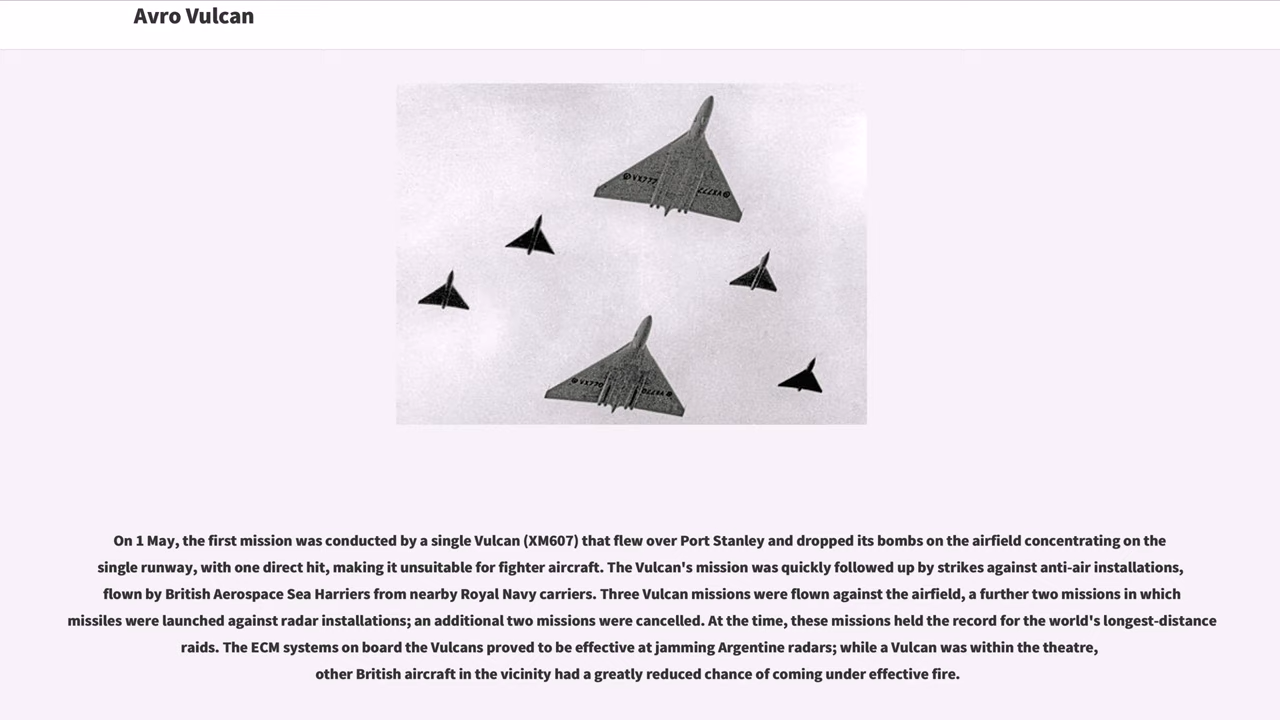 Avro Vulcan
VX777
VX777
VX770
VX770
On 1 May, the first mission was conducted by a single Vulcan (XM607) that flew over Port Stanley and dropped its bombs on the airfield concentrating on the
single runway, with one direct hit, making it unsuitable for fighter aircraft. The Vulcan's mission was quickly followed up by strikes against anti-air installations,
flown by British Aerospace Sea Harriers from nearby Royal Navy carriers. Three Vulcan missions were flown against the airfield, a further two missions in which
missiles were launched against radar installations; an additional two missions were cancelled. At the time, these missions held the record for the world's longest-distance
raids. The ECM systems on board the Vulcans proved to be effective at jamming Argentine radars; while a Vulcan was within the theatre,
other British aircraft in the vicinity had a greatly reduced chance of coming under effective fire.